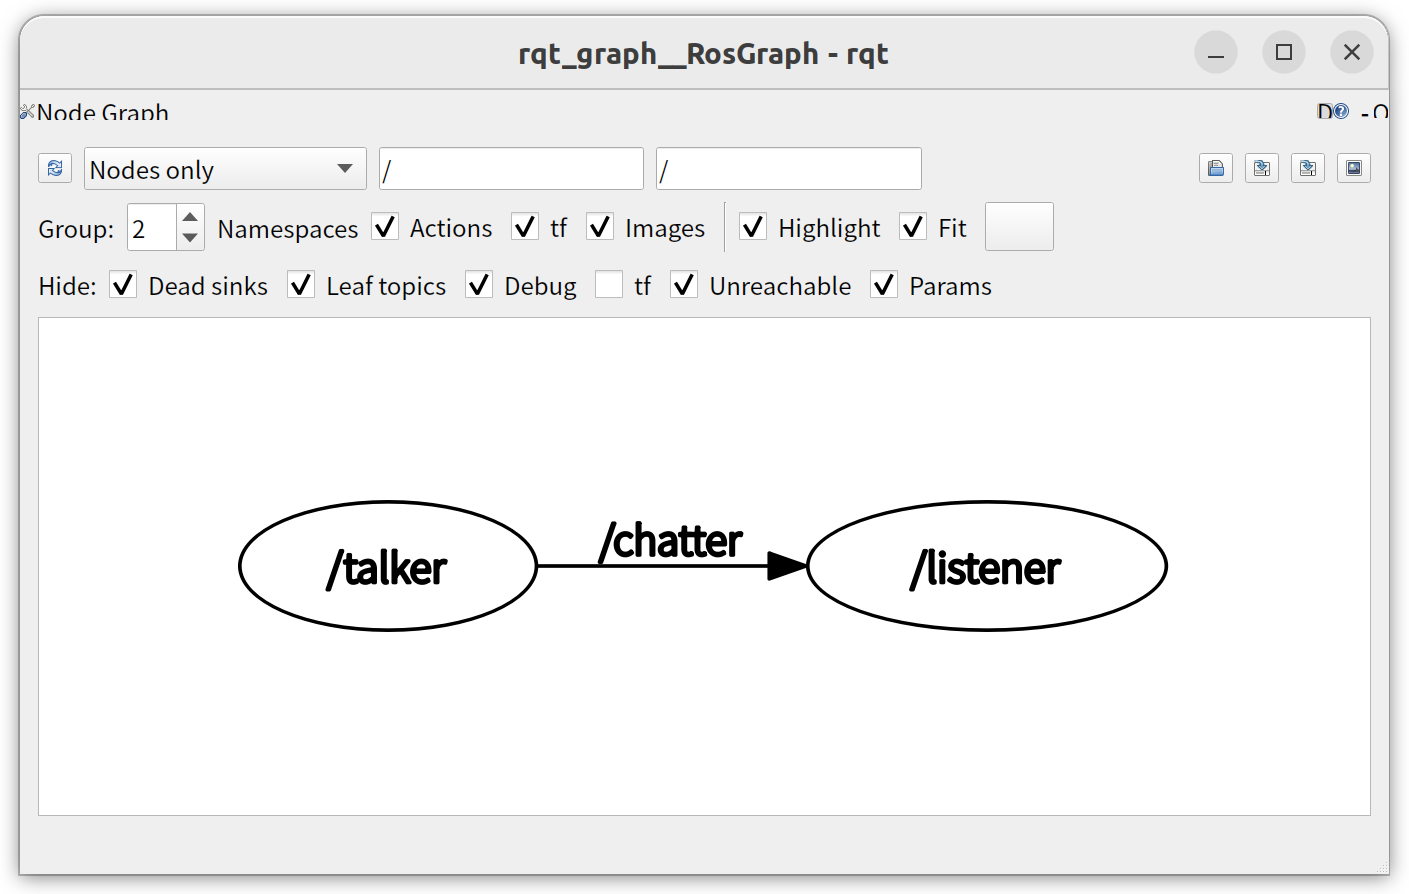 rqt_graph__RosGraph - rqt
Node Graph
D - O
Nodes only / /
Group: 2 Namespaces Actions tf Images Highlight Fit
Hide: Dead sinks Leaf topics Debug tf Unreachable Params
/chatter
/talker /listener